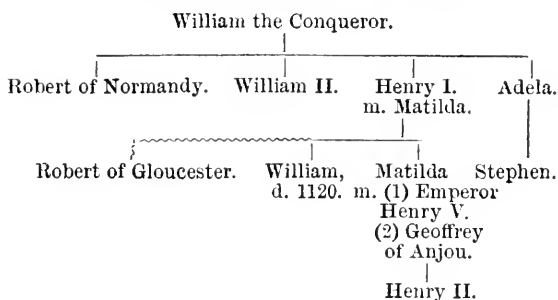 William the Conqueror.
Robert of Normandy. William II. Henry I. Adela.
m. Matilda.
Robert of Gloucester. William, Matilda Stephen.
d. 1120. m. (1) Emperor
Henry V.
(2) Geoffrey
of Anjou.
Henry II.